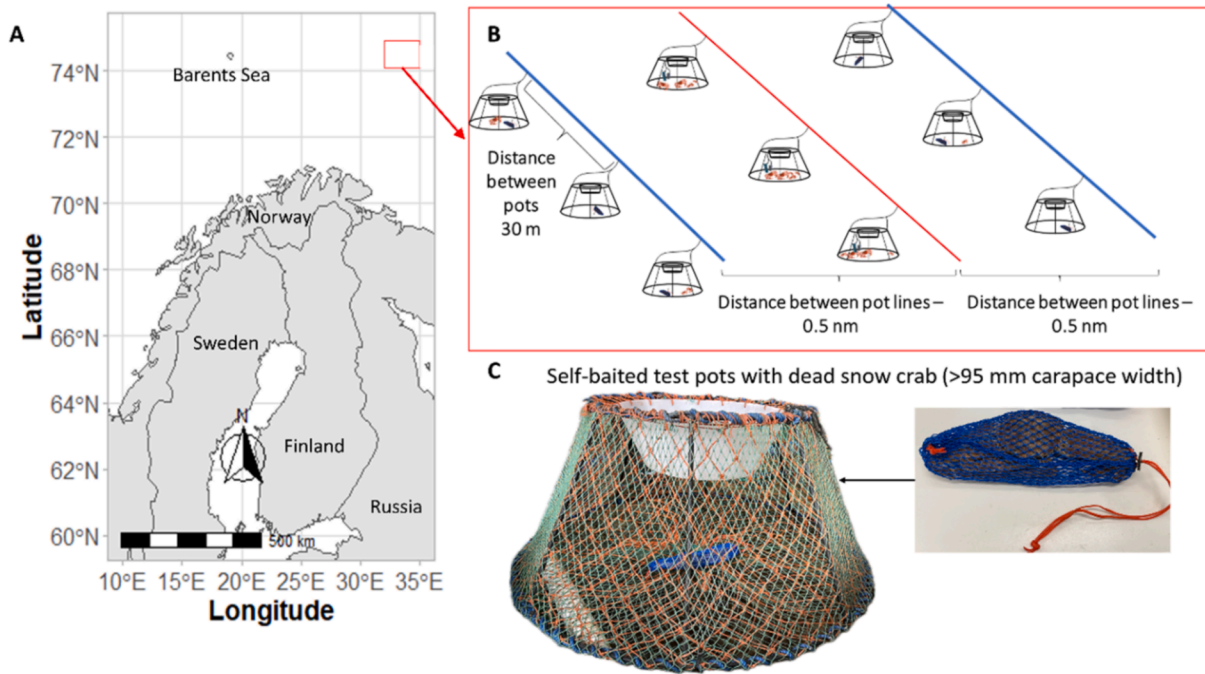 A
74°N
72°N
70°N
68°N
66°N
64°N
62°N
60°N
Latitude
Barents Sea
Norway
Sweden
Finland
Russia
N
500 km
10°E 15°E 20°E 25°E 30°E 35°E
Longitude
B
Distance
between
pots
30 m
Distance between pot lines –
0.5 nm
Distance between pot lines –
0.5 nm
C
Self-baited test pots with dead snow crab (>95 mm carapace width)